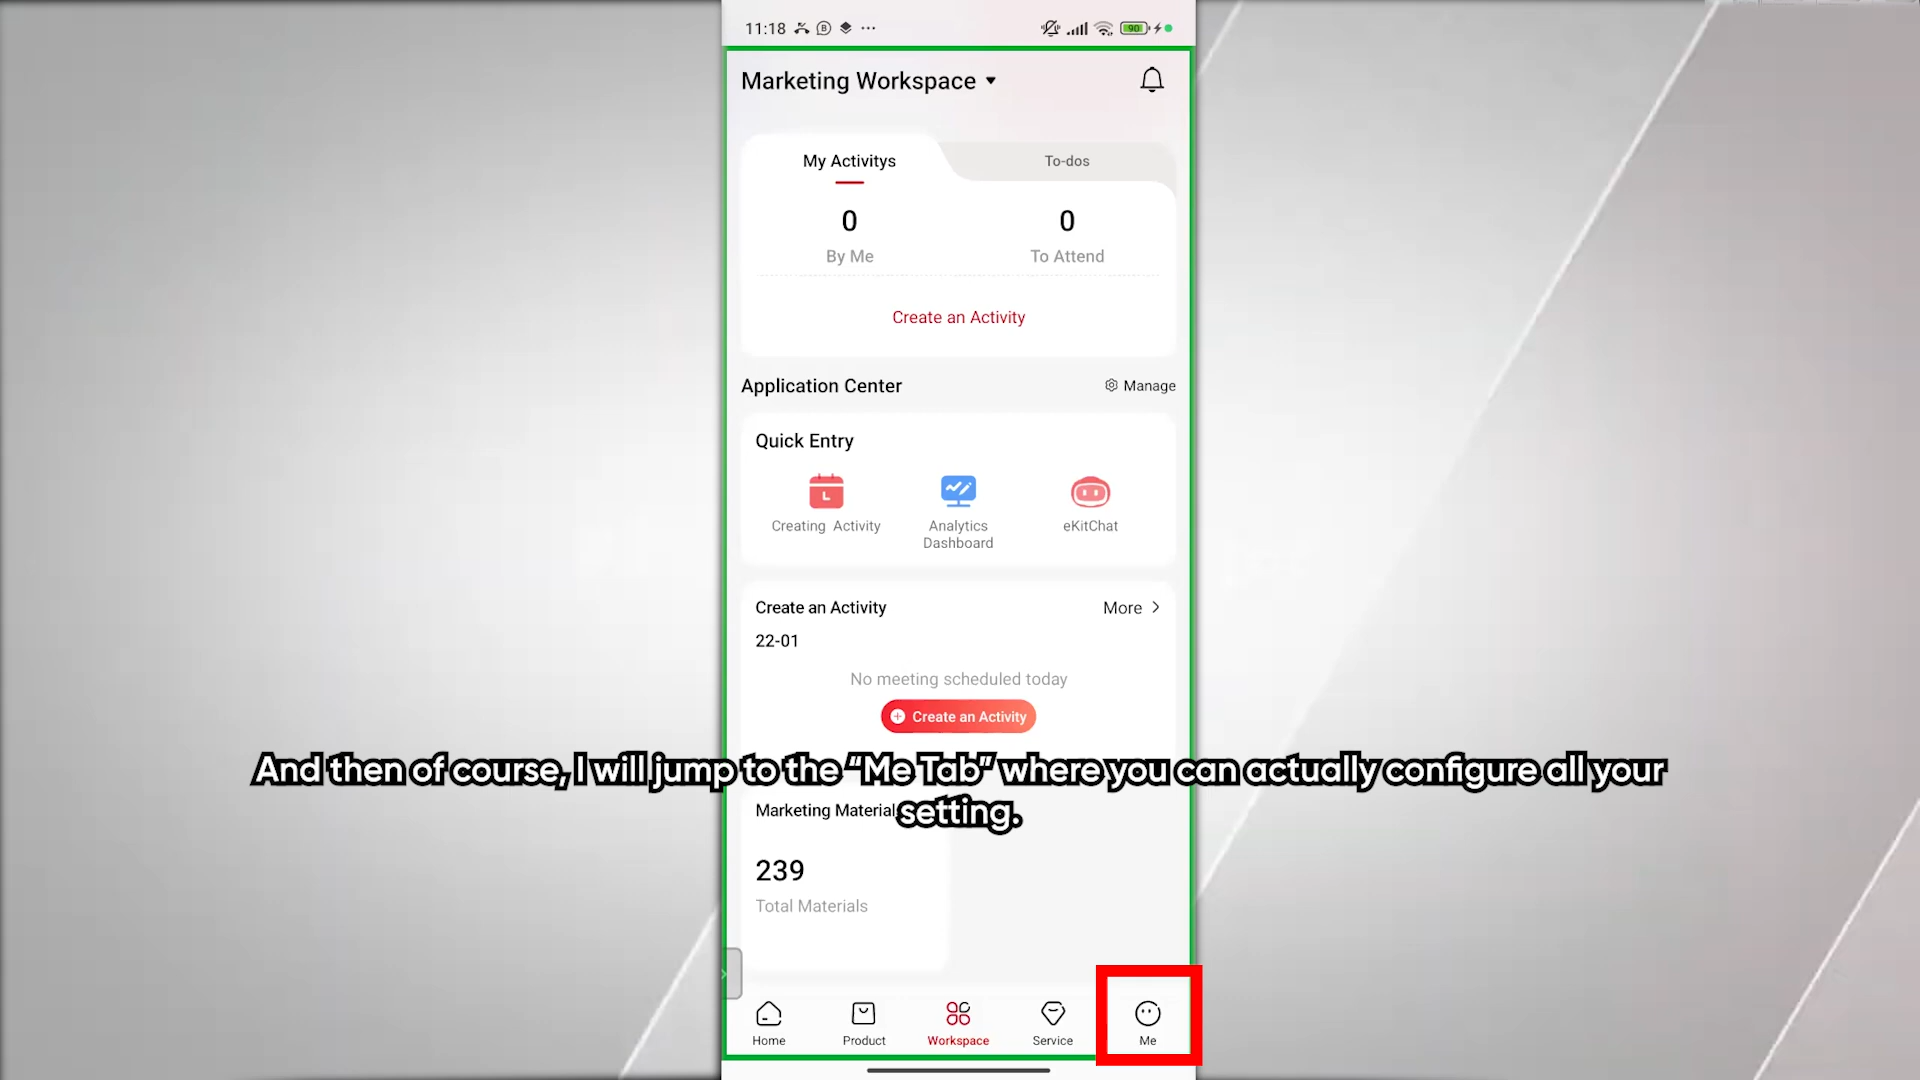 11:18
90
Marketing Workspace
My Activitys
To-dos
0
0
By Me
To Attend
Create an Activity
Application Center
Manage
Quick Entry
Creating Activity
Analytics
Dashboard
eKitChat
Create an Activity
More
22-01
No meeting scheduled today
Create an Activity
And then of course, I will jump to the “Me Tab” where you can actually configure all your
setting.
Marketing Material
239
Total Materials
Home
Product
Workspace
Service
Me